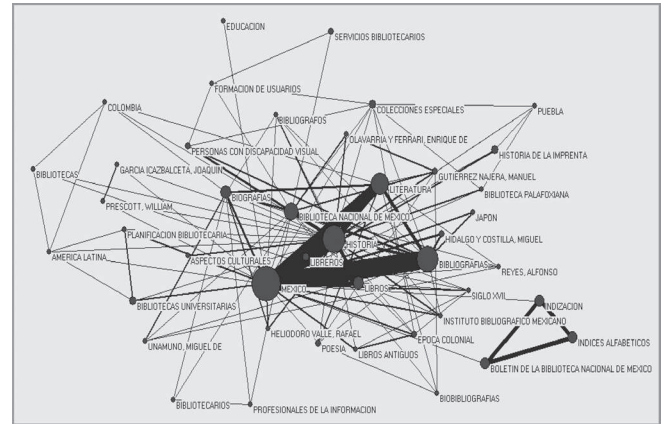 EDUCACION
SERVICIOS BIBLIOTECARIOS
FORMACION DE USUARIOS
COLOMBIA
COLECCIONES ESPECIALES
PUEBLA
BIBLIOGRAFOS
OLAVARRIA Y FERRARI, ENRIQUE DE
PERSONAS CON DISCAPACIDAD VISUAL
HISTORIA DE LA IMPRENTA
BIBLIOTECAS
GARCIA ICAZBALCETA, JOAQUIN
GUTIERREZ NAJERA, MANUEL
BIOGRAFIAS
LITERATURA
BIBLIOTECA PALAFOXIANA
PRESCOTT, WILLIAM
BIBLIOTECA NACIONAL DE MEXICO
JAPON
PLANIFICACION BIBLIOTECARIA
HISTORIA
HIDALGO Y COSTILLA, MIGUEL
AMERICA LATINA
ASPECTOS CULTURALES
LIBREROS
BIBLIOGRAFIAS
REYES, ALFONSO
MEXICO
LIBROS
SIGLO XVII
BIBLIOTECAS UNIVERSITARIAS
INDIZACION
INSTITUTO BIBLIOGRAFICO MEXICANO
HELIODORO VALLE, RAFAEL
EPOCA COLONIAL
INDICES ALFABETICOS
UNAMUNO, MIGUEL DE
POESIA
LIBROS ANTIGUOS
BOLETIN DE LA BIBLIOTECA NACIONAL DE MEXICO
BIOBIBLIOGRAFIAS
BIBLIOTECARIOS
PROFESIONALES DE LA INFORMACION